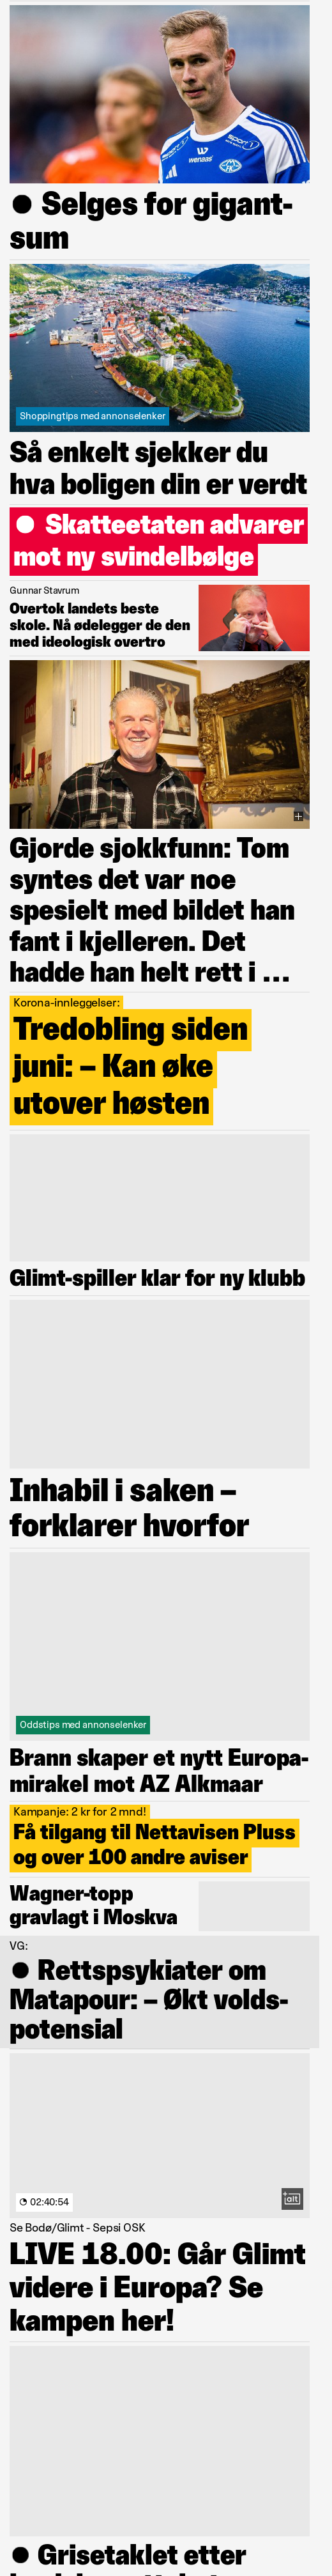 ● Selges for gigant-
sum
Shoppingtips med annonselenker
Så enkelt sjekker du
hva boligen din er verdt
● Skatteetaten advarer
mot ny svindelbølge
Gunnar Stavrum
Overtok landets beste
skole. Nå ødelegger de den
med ideologisk overtro
Gjorde sjokkfunn: Tom
syntes det var noe
spesielt med bildet han
fant i kjelleren. Det
hadde han helt rett i ...
Korona-innleggelser:
Tredobling siden
juni: – Kan øke
utover høsten
Glimt-spiller klar for ny klubb
Inhabil i saken –
forklarer hvorfor
Oddstips med annonselenker
Brann skaper et nytt Europa-
mirakel mot AZ Alkmaar
Kampanje: 2 kr for 2 mnd!
Få tilgang til Nettavisen Pluss
og over 100 andre aviser
Wagner-topp
gravlagt i Moskva
VG:
● Rettspsykiater om
Matapour: – Økt volds-
potensial
02:40:54
+alt
Se Bodø/Glimt - Sepsi OSK
LIVE 18.00: Går Glimt
videre i Europa? Se
kampen her!
● Grisetaklet etter